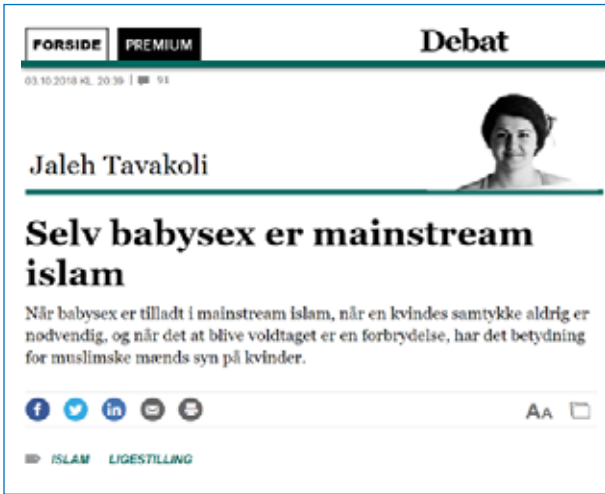 FORSIDE PREMIUM Debat
03.10.2018 KL. 20:39 | 91
Jaleh Tavakoli
Selv babysex er mainstream
islam
Når babysex er tilladt i mainstream islam, når en kvindes samtykke aldrig er
nødvendig, og når det at blive voldtaget er en forbrydelse, har det betydning
for muslimske mænds syn på kvinder.
AA
ISLAM LIGESTILLING